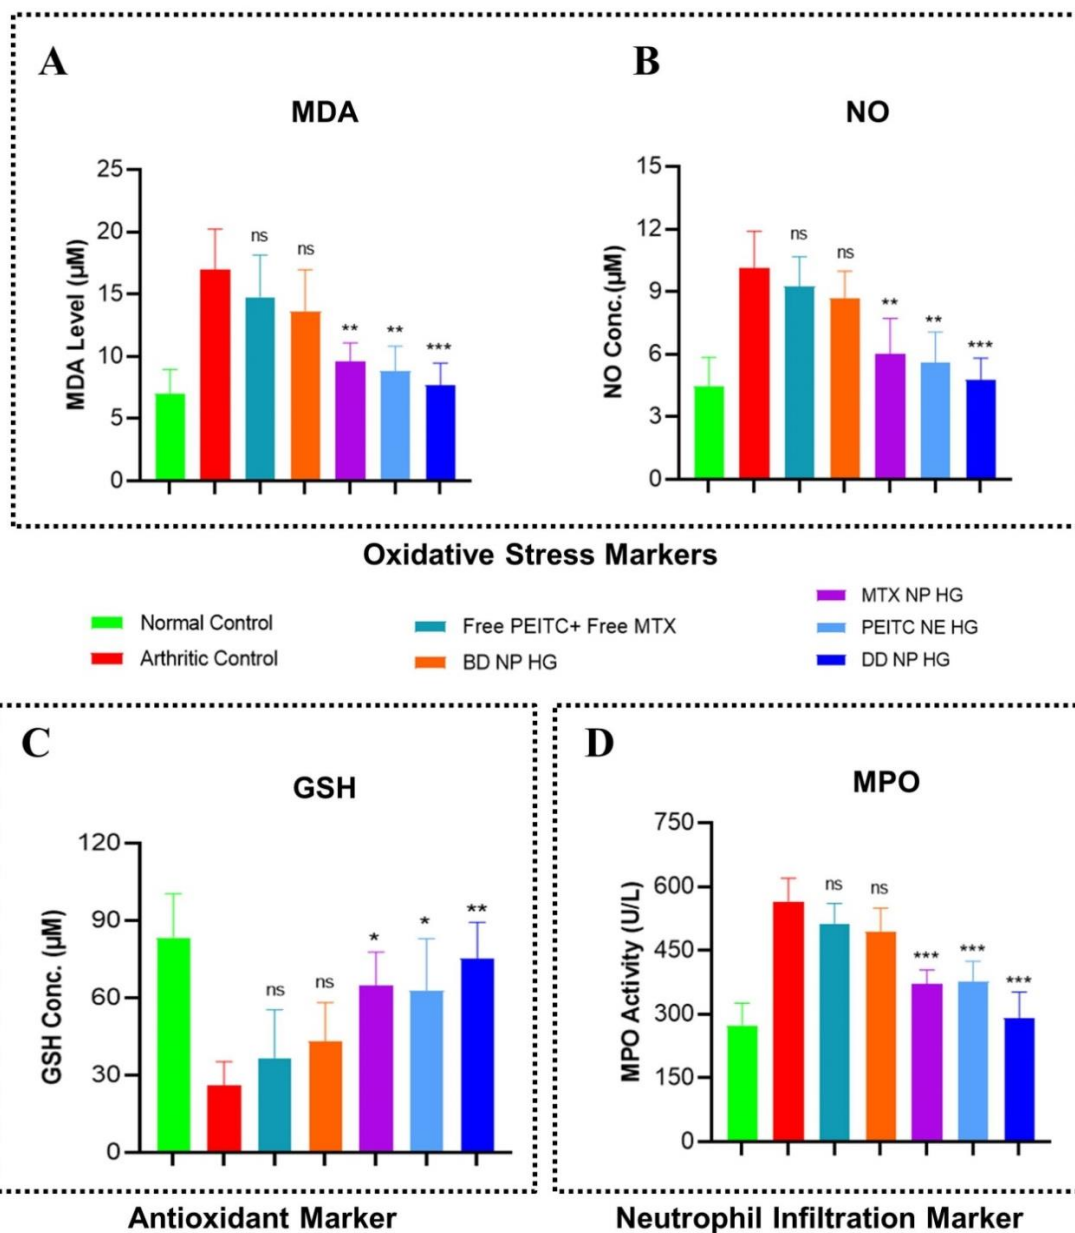 A
MDA
MDA Level (µM)
25
20
15
10
5
0
ns
ns
**
**
***
B
NO
NO Conc.(µM)
15
12
9
6
3
0
ns
ns
**
**
***
Oxidative Stress Markers
Normal Control
Arthritic Control
Free PEITC+ Free MTX
BD NP HG
MTX NP HG
PEITC NE HG
DD NP HG
C
GSH
GSH Conc. (µM)
120
90
60
30
0
ns
ns
*
*
**
Antioxidant Marker
D
MPO
MPO Activity (U/L)
750
600
450
300
150
0
ns
ns
***
***
***
Neutrophil Infiltration Marker